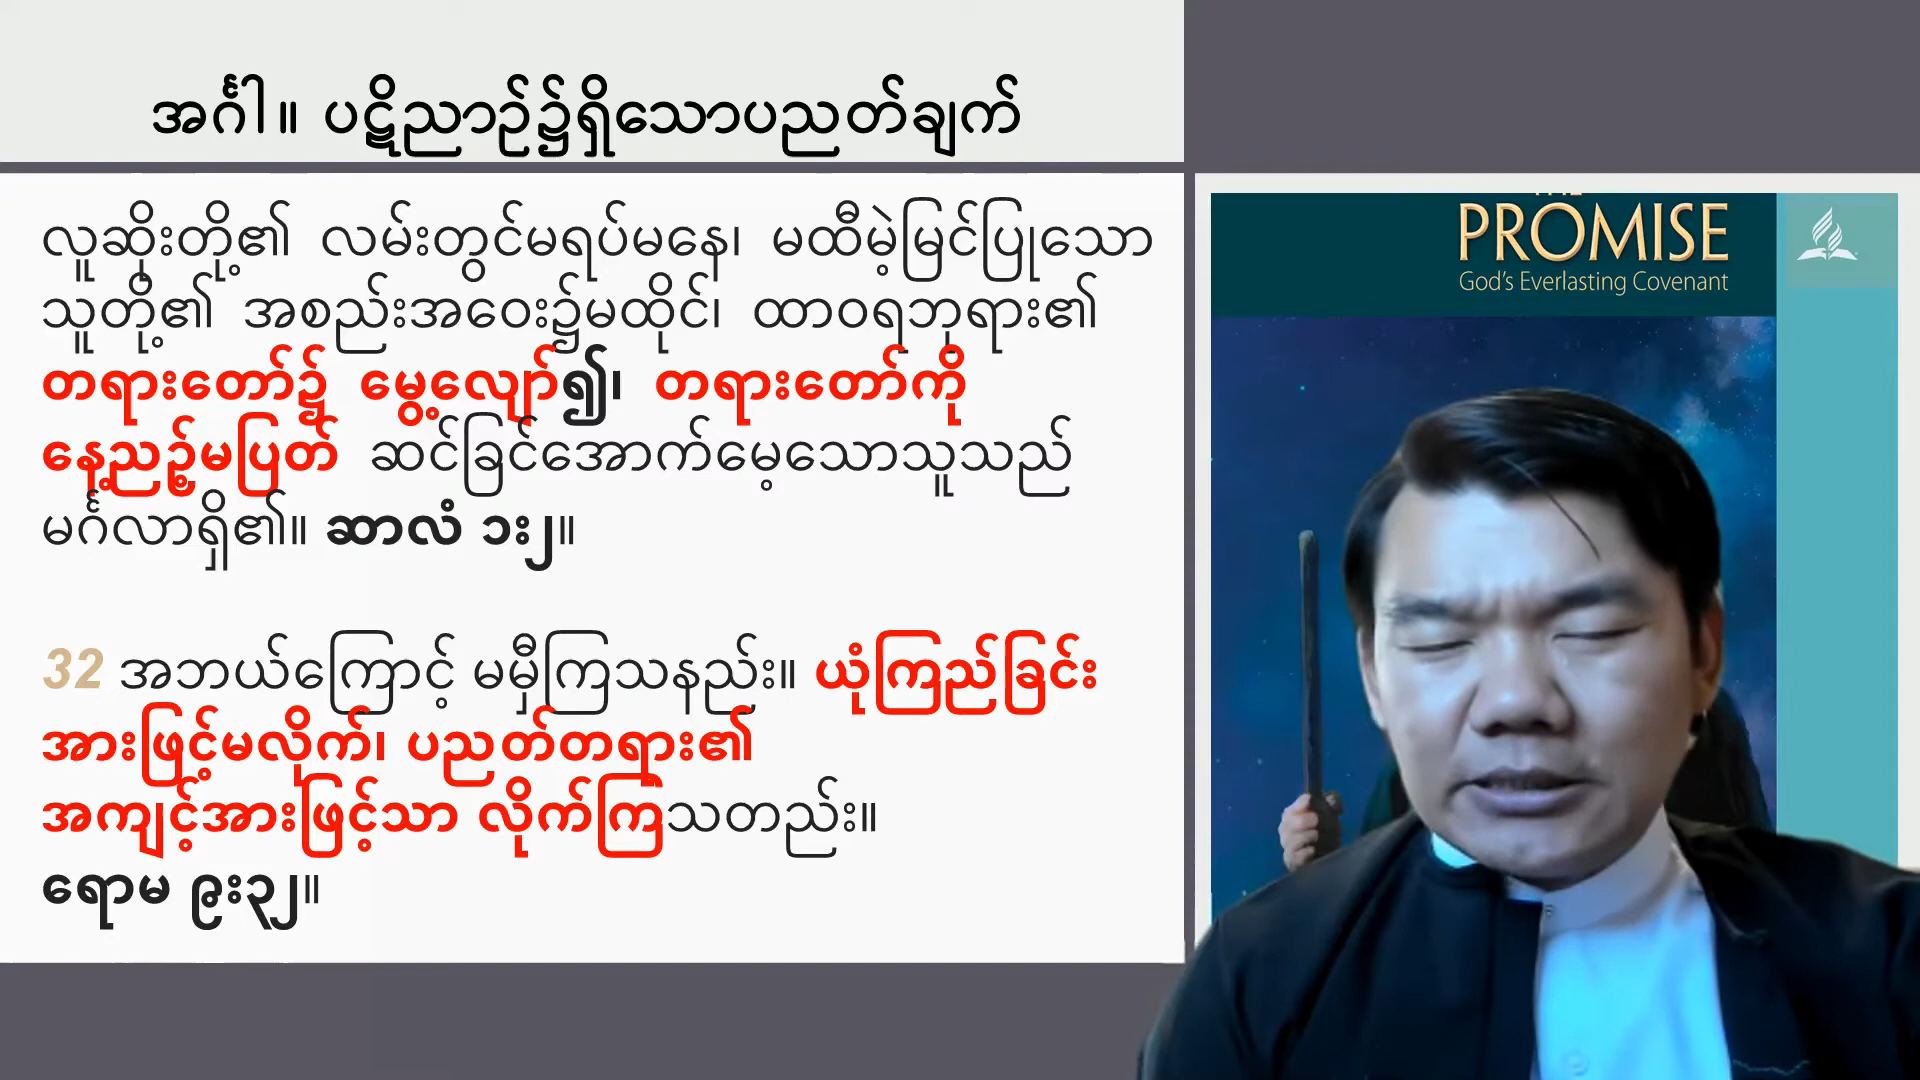 အင်္ဂါ။ ပဋိညာဉ်၌ရှိသောပညတ်ချက်
လူဆိုးတို့၏ လမ်းတွင်မရပ်မနေ၊ မထီမဲ့မြင်ပြုသော
သူတို့၏ အစည်းအဝေး၌မထိုင်၊ ထာဝရဘုရား၏
တရားတော်၌ မွေ့လျော်၍၊ တရားတော်ကို
နေ့ညဉ့်မပြတ် ဆင်ခြင်အောက်မေ့သောသူသည်
မင်္ဂလာရှိ၏။ ဆာလံ ၁း၂။
32 အဘယ်ကြောင့် မမှီကြသနည်း။ ယုံကြည်ခြင်း
အားဖြင့်မလိုက်၊ ပညတ်တရား၏
အကျင့်အားဖြင့်သာ လိုက်ကြသတည်း။
ရောမ ၉း၃၂။
PROMISE
God's Everlasting Covenant